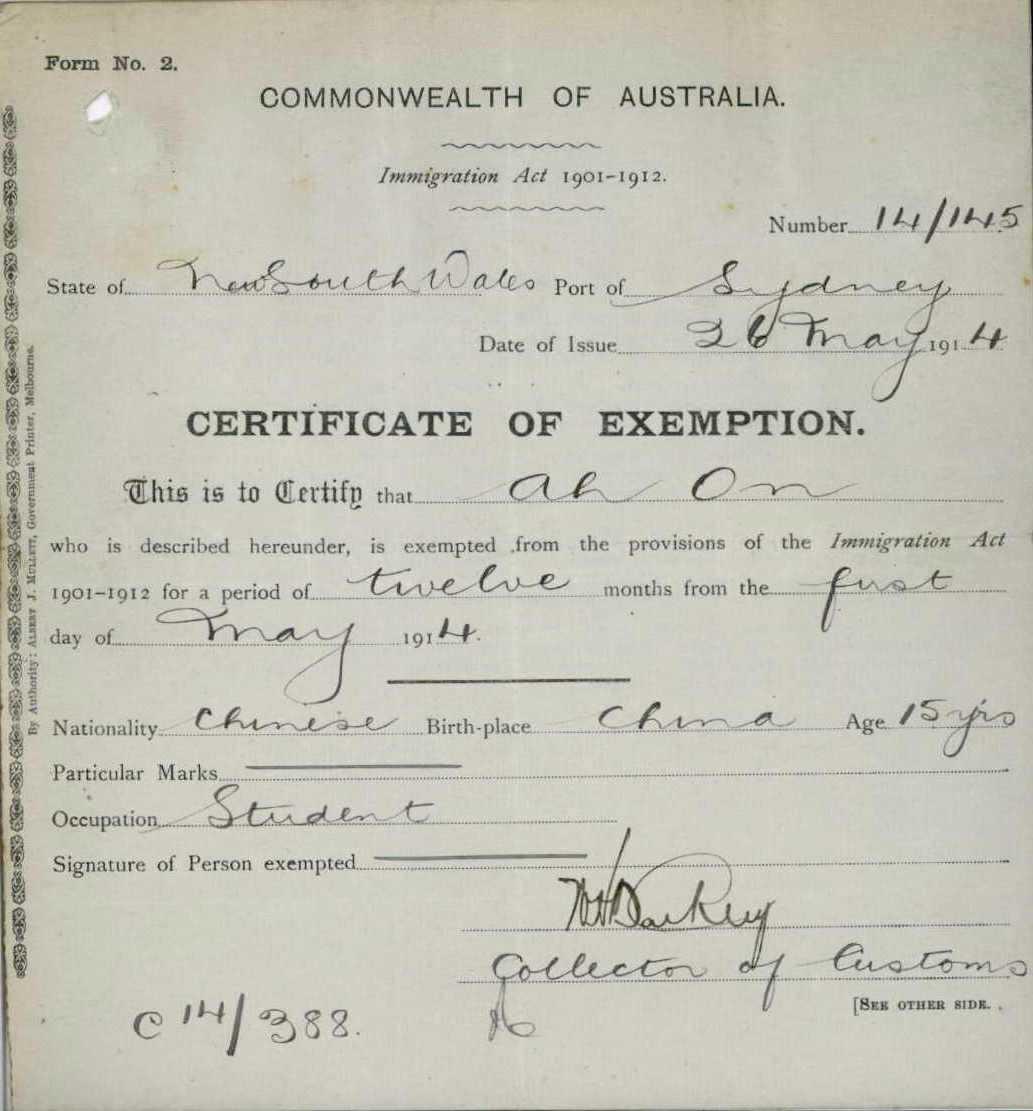 Form No. 2.
COMMONWEALTH OF AUSTRALIA.
Immigration Act 1901-1912.
Number 14/145
State of New South Wales Port of Sydney
Date of Issue 26 May 1914
CERTIFICATE OF EXEMPTION.
This is to Certify that Ah On
who is described hereunder, is exempted from the provisions of the Immigration Act
1901-1912 for a period of twelve months from the first
day of May 1914.
Nationality Chinese Birth-place China Age 15 yrs
Particular Marks
Occupation Student
Signature of Person exempted
Collector of Customs
[SEE OTHER SIDE.
C 14/388.
By Authority: ALBERT J. MULLETT, Government Printer, Melbourne.